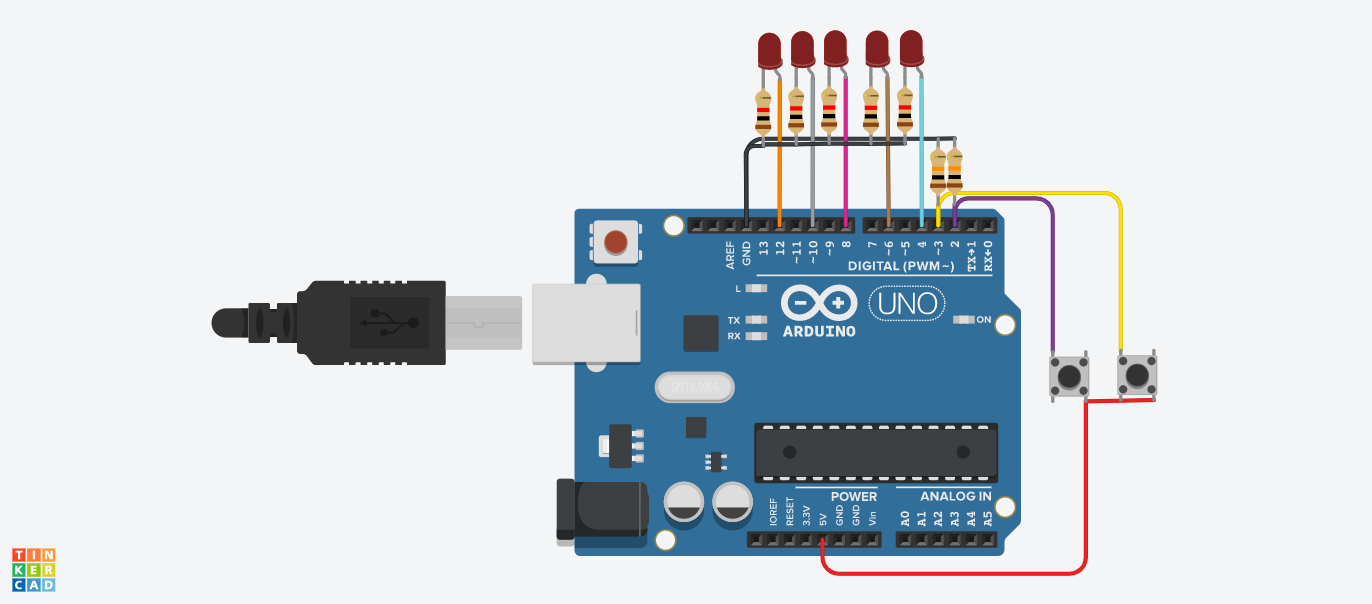 AREF
GND
13
12
~11
~10
~9
8
7
~6
~5
4
~3
2
TX→1
RX←0
DIGITAL (PWM~)
L
TX
RX
ARDUINO
UNO
ON
SPK16.000G
POWER
ANALOG IN
IOREF
RESET
3.3V
5V
GND
GND
Vin
A0
A1
A2
A3
A4
A5
TIN
KER
CAD